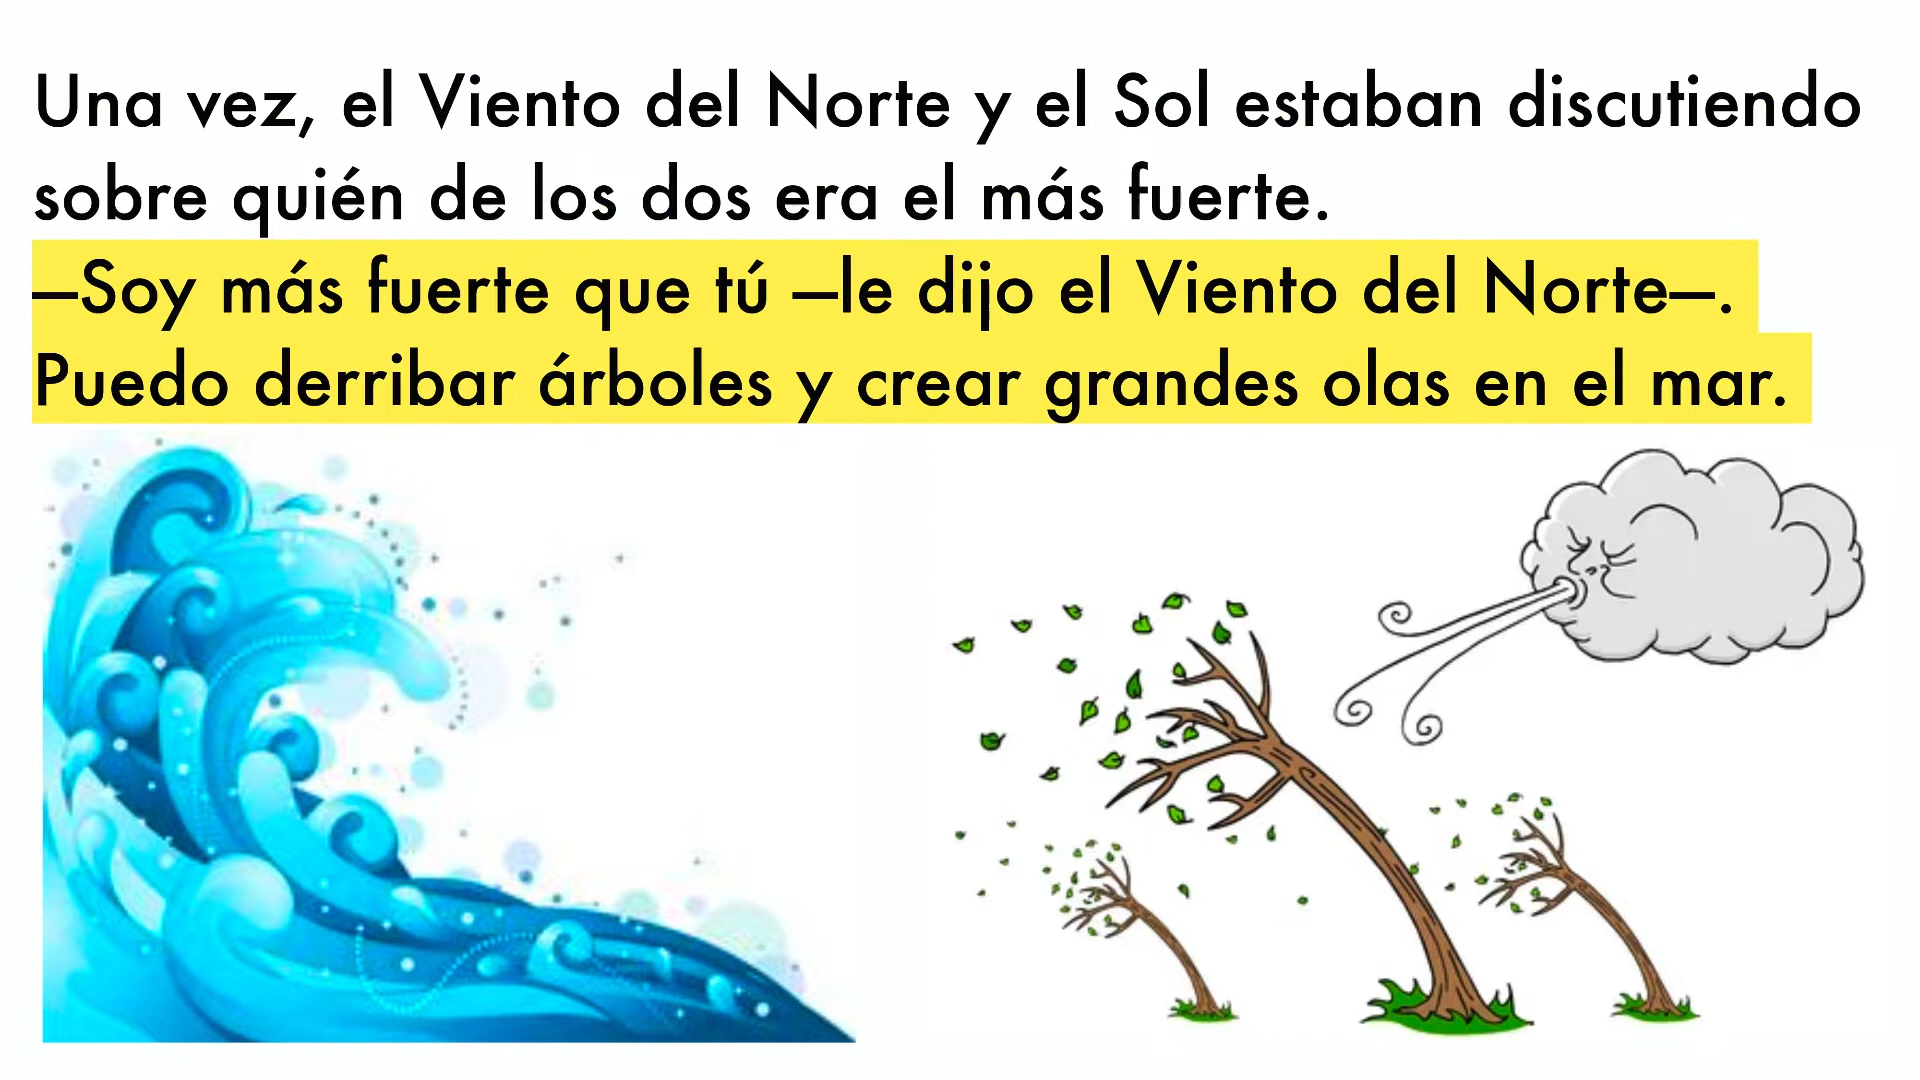 Una vez, el Viento del Norte y el Sol estaban discutiendo
sobre quién de los dos era el más fuerte.
—Soy más fuerte que tú —le dijo el Viento del Norte—.
Puedo derribar árboles y crear grandes olas en el mar.